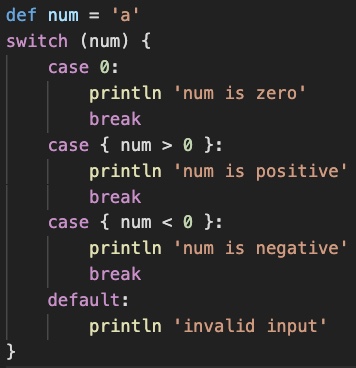 def num = 'a'
switch (num) {
    case 0:
        println 'num is zero'
        break
    case { num > 0 }:
        println 'num is positive'
        break
    case { num < 0 }:
        println 'num is negative'
        break
    default:
        println 'invalid input'
}